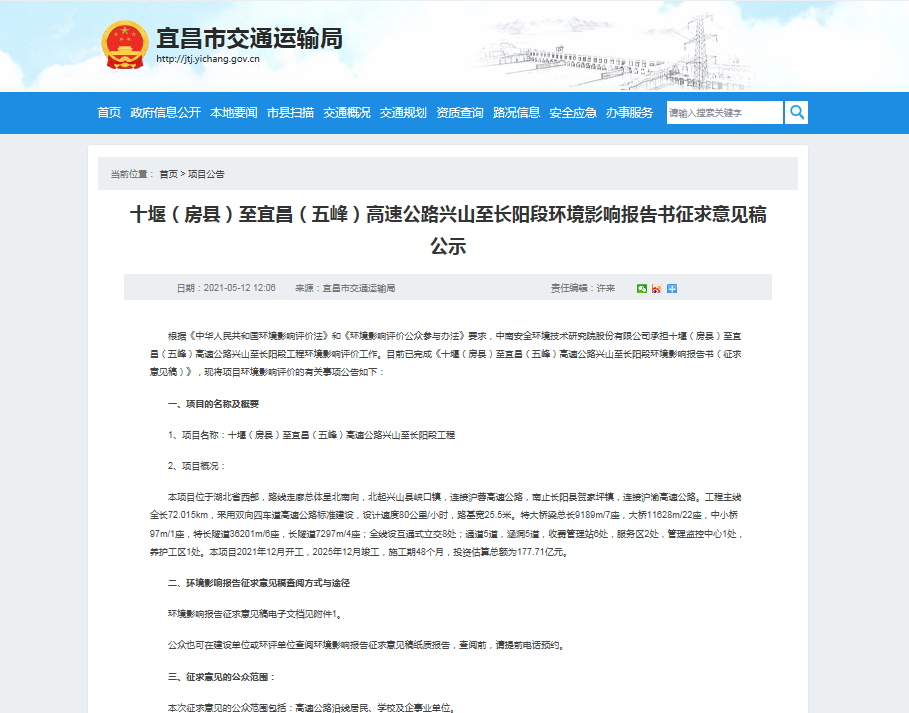 宜昌市交通运输局
http://jtj.yichang.gov.cn
首页 政府信息公开 本地要闻 市县扫描 交通概况 交通规划 资质查询 路况信息 安全应急 办事服务 请输入搜索关键字
当前位置： 首页 > 项目公告
十堰（房县）至宜昌（五峰）高速公路兴山至长阳段环境影响报告书征求意见稿
公示
日期：2021-05-12 12:06 来源：宜昌市交通运输局 责任编辑：许来
根据《中华人民共和国环境影响评价法》和《环境影响评价公众参与办法》要求，中南安全环境技术研究院股份有限公司承担十堰（房县）至宜
昌（五峰）高速公路兴山至长阳段工程环境影响评价工作。目前已完成《十堰（房县）至宜昌（五峰）高速公路兴山至长阳段环境影响报告书（征求
意见稿）》，现将项目环境影响评价的有关事项公告如下：
一、项目的名称及概要
1、项目名称：十堰（房县）至宜昌（五峰）高速公路兴山至长阳段工程
2、项目概况：
本项目位于湖北省西部，路线走廊总体呈北南向，北起兴山县峡口镇，连接沪蓉高速公路，南止长阳县贺家坪镇，连接沪渝高速公路。工程主线
全长72.015km，采用双向四车道高速公路标准建设，设计速度80公里/小时，路基宽25.5米。特大桥梁总长9189m/7座，大桥11628m/22座，中小桥
97m/1座，特长隧道36201m/6座，长隧道7297m/4座；全线设互通式立交8处；通道5道，涵洞5道，收费管理站6处，服务区2处，管理监控中心1处，
养护工区1处。本项目2021年12月开工，2025年12月竣工，施工期48个月，投资估算总额为177.71亿元。
二、环境影响报告征求意见稿查阅方式与途径
环境影响报告征求意见稿电子文档见附件1。
公众也可在建设单位或环评单位查阅环境影响报告征求意见稿纸质报告，查阅前，请提前电话预约。
三、征求意见的公众范围：
本次征求意见的公众范围包括：高速公路沿线居民、学校及企事业单位。